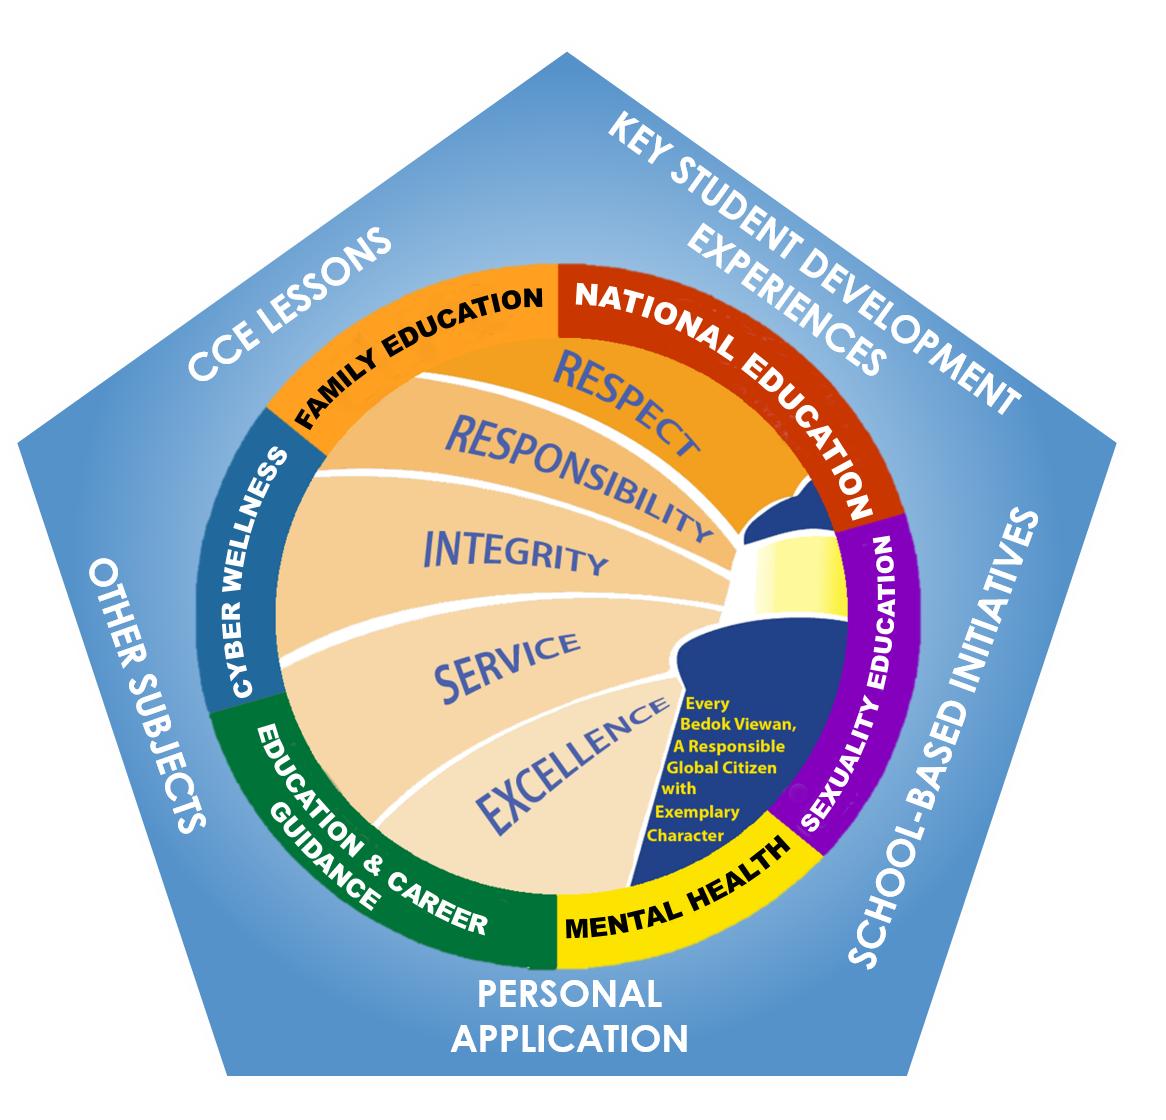 KEY STUDENT DEVELOPMENT
EXPERIENCES
CCE LESSONS
OTHER SUBJECTS
SCHOOL-BASED INITIATIVES
PERSONAL
APPLICATION
FAMILY EDUCATION
NATIONAL EDUCATION
CYBER WELLNESS
SEXUALITY EDUCATION
EDUCATION & CAREER
GUIDANCE
MENTAL HEALTH
RESPECT
RESPONSIBILITY
INTEGRITY
SERVICE
EXCELLENCE
Every
Bedok Viewan,
A Responsible
Global Citizen
with
Exemplary
Character